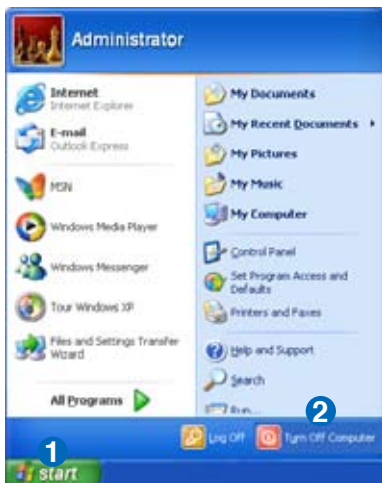 Administrator
Internet
Internet Explorer
E-mail
Outlook Express
MSN
Windows Media Player
Windows Messenger
Tour Windows XP
Files and Settings Transfer
Wizard
All Programs
My Documents
My Recent Documents
My Pictures
My Music
My Computer
Control Panel
Set Program Access and
Defaults
Printers and Faxes
Help and Support
Search
Run...
2
Log Off
Turn Off Computer
1
start